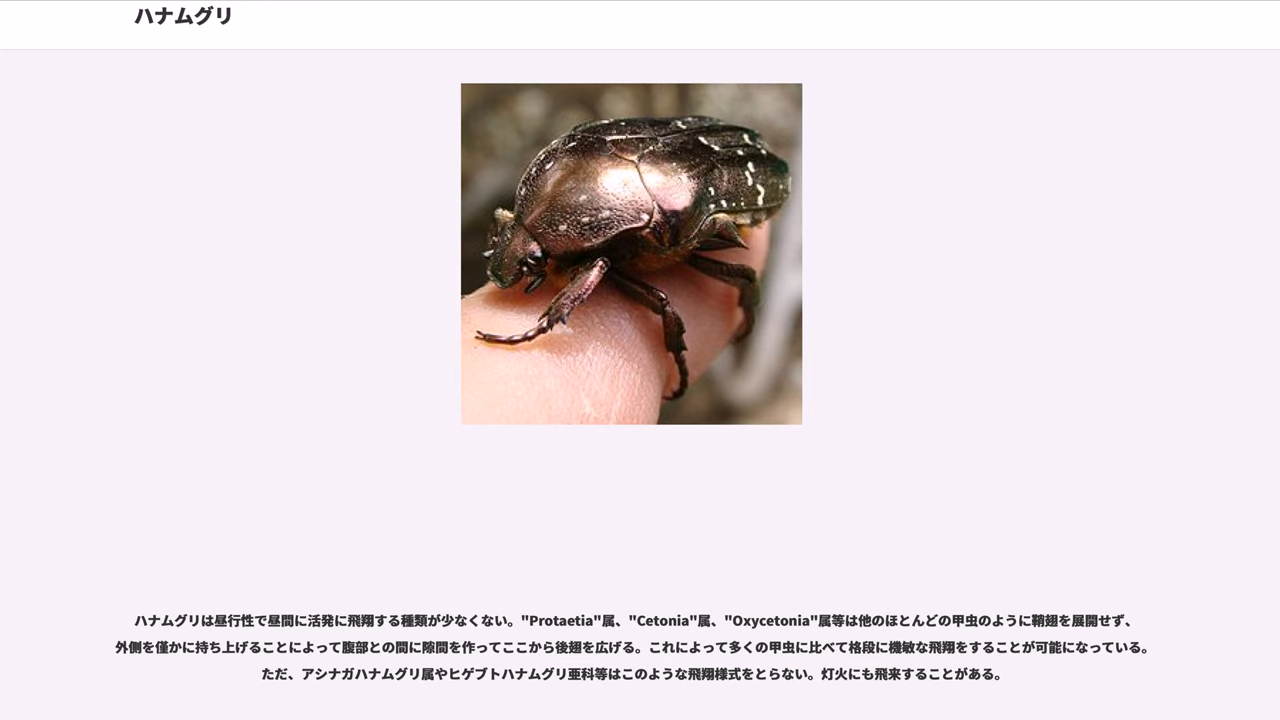 ハナムグリ
ハナムグリは昼行性で昼間に活発に飛翔する種類が少なくない。"Protaetia"属、"Cetonia"属、"Oxycetonia"属等は他のほとんどの甲虫のように鞘翅を展開せず、
外側を僅かに持ち上げることによって腹部との間に隙間を作ってここから後翅を広げる。これによって多くの甲虫に比べて格段に機敏な飛翔をすることが可能になっている。
ただ、アシナガハナムグリ属やヒゲブトハナムグリ亜科等はこのような飛翔様式をとらない。灯火にも飛来することがある。